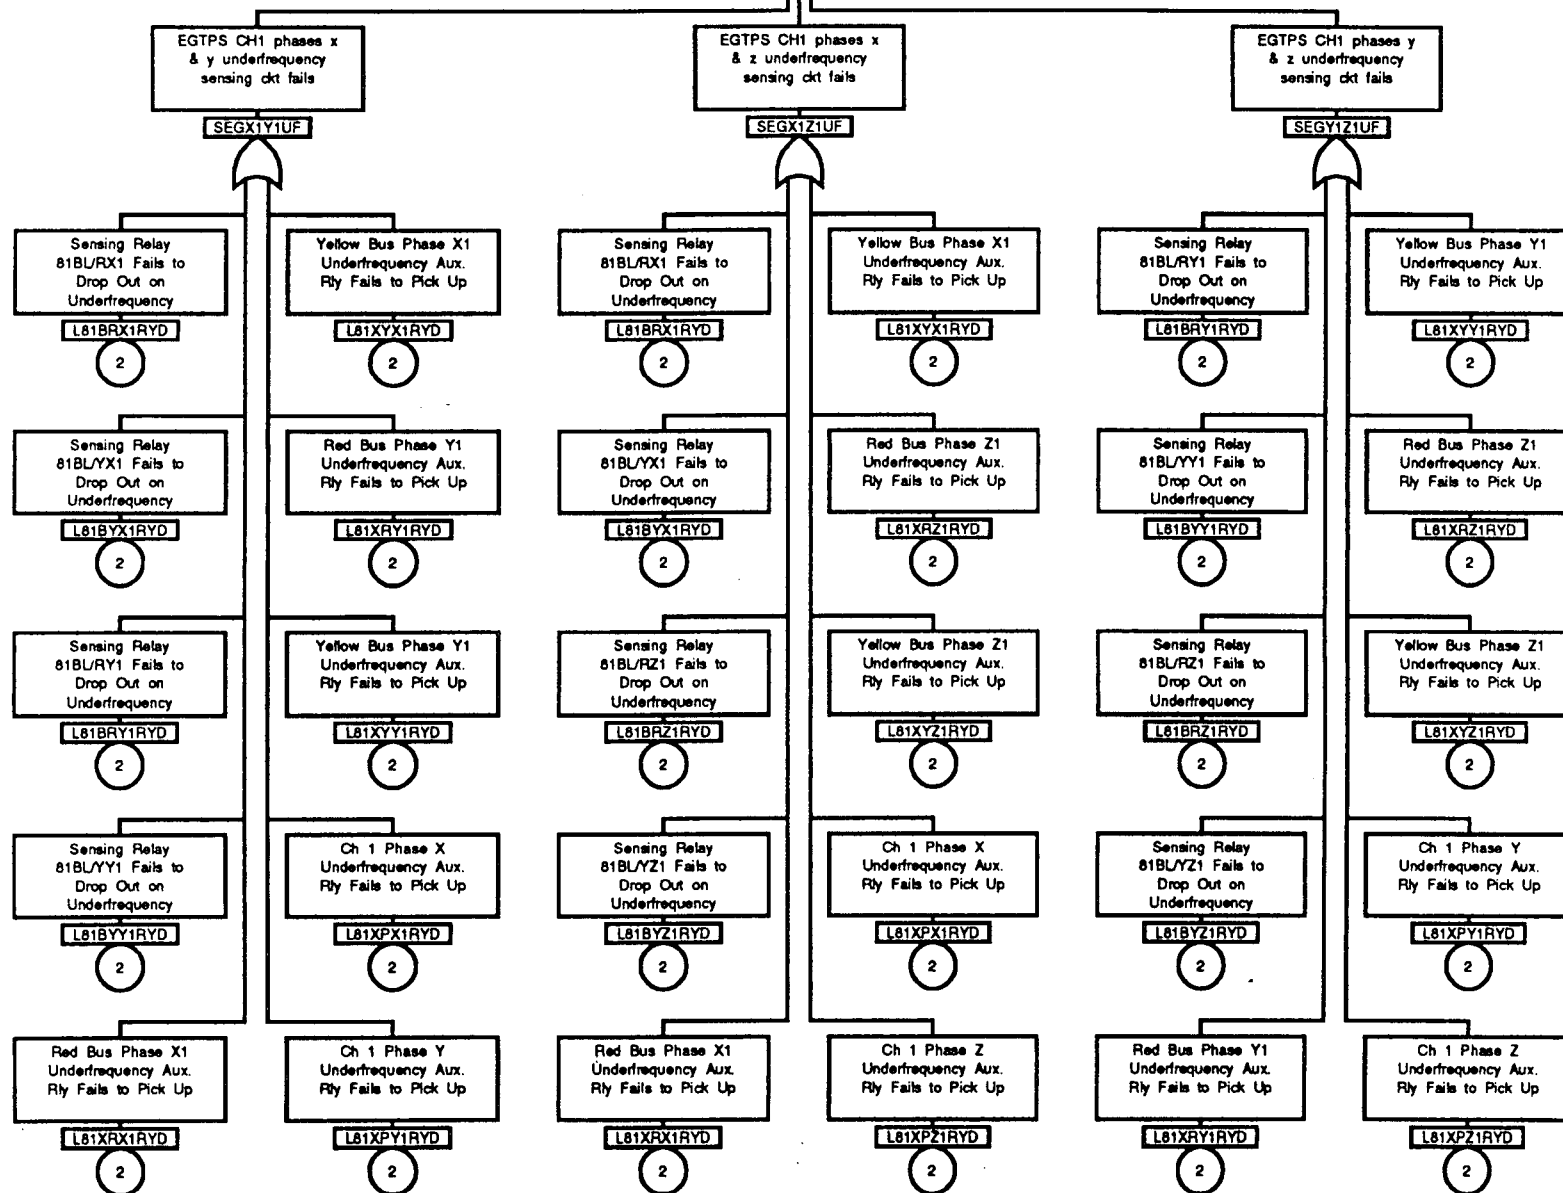 EGTPS CH1 phases x
& y underfrequency
sensing ckt fails
SEGX1Y1UF
EGTPS CH1 phases x
& z underfrequency
sensing ckt fails
SEGX1Z1UF
EGTPS CH1 phases y
& z underfrequency
sensing ckt fails
SEGY1Z1UF
Sensing Relay
81BL/RX1 Fails to
Drop Out on
Underfrequency
L81BRX1RYD
2
Yellow Bus Phase X1
Underfrequency Aux.
Rly Fails to Pick Up
L81XYX1RYD
2
Sensing Relay
81BL/RX1 Fails to
Drop Out on
Underfrequency
L81BRX1RYD
2
Yellow Bus Phase X1
Underfrequency Aux.
Rly Fails to Pick Up
L81XYX1RYD
2
Sensing Relay
81BL/RY1 Fails to
Drop Out on
Underfrequency
L81BRY1RYD
2
Yellow Bus Phase Y1
Underfrequency Aux.
Rly Fails to Pick Up
L81XYY1RYD
2
Sensing Relay
81BL/YX1 Fails to
Drop Out on
Underfrequency
L81BYX1RYD
2
Red Bus Phase Y1
Underfrequency Aux.
Rly Fails to Pick Up
L81XRY1RYD
2
Sensing Relay
81BL/YX1 Fails to
Drop Out on
Underfrequency
L81BYX1RYD
2
Red Bus Phase Z1
Underfrequency Aux.
Rly Fails to Pick Up
L81XRZ1RYD
2
Sensing Relay
81BL/YY1 Fails to
Drop Out on
Underfrequency
L81BYY1RYD
2
Red Bus Phase Z1
Underfrequency Aux.
Rly Fails to Pick Up
L81XRZ1RYD
2
Sensing Relay
81BL/RY1 Fails to
Drop Out on
Underfrequency
L81BRY1RYD
2
Yellow Bus Phase Y1
Underfrequency Aux.
Rly Fails to Pick Up
L81XYY1RYD
2
Sensing Relay
81BL/RZ1 Fails to
Drop Out on
Underfrequency
L81BRZ1RYD
2
Yellow Bus Phase Z1
Underfrequency Aux.
Rly Fails to Pick Up
L81XYZ1RYD
2
Sensing Relay
81BL/RZ1 Fails to
Drop Out on
Underfrequency
L81BRZ1RYD
2
Yellow Bus Phase Z1
Underfrequency Aux.
Rly Fails to Pick Up
L81XYZ1RYD
2
Sensing Relay
81BL/YY1 Fails to
Drop Out on
Underfrequency
L81BYY1RYD
2
Ch 1 Phase X
Underfrequency Aux.
Rly Fails to Pick Up
L81XPX1RYD
2
Sensing Relay
81BL/YZ1 Fails to
Drop Out on
Underfrequency
L81BYZ1RYD
2
Ch 1 Phase X
Underfrequency Aux.
Rly Fails to Pick Up
L81XPX1RYD
2
Sensing Relay
81BL/YZ1 Fails to
Drop Out on
Underfrequency
L81BYZ1RYD
2
Ch 1 Phase Y
Underfrequency Aux.
Rly Fails to Pick Up
L81XPY1RYD
2
Red Bus Phase X1
Underfrequency Aux.
Rly Fails to Pick Up
L81XRX1RYD
2
Ch 1 Phase Y
Underfrequency Aux.
Rly Fails to Pick Up
L81XPY1RYD
2
Red Bus Phase X1
Underfrequency Aux.
Rly Fails to Pick Up
L81XRX1RYD
2
Ch 1 Phase Z
Underfrequency Aux.
Rly Fails to Pick Up
L81XPZ1RYD
2
Red Bus Phase Y1
Underfrequency Aux.
Rly Fails to Pick Up
L81XRY1RYD
2
Ch 1 Phase Z
Underfrequency Aux.
Rly Fails to Pick Up
L81XPZ1RYD
2